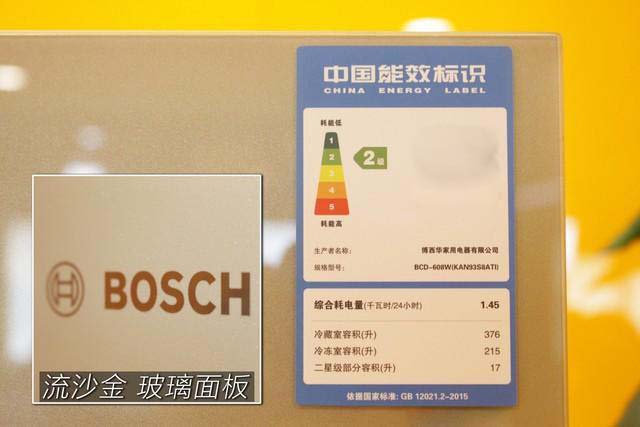 中国能效标识
CHINA ENERGY LABEL
耗能低
1
2
3
4
5
2级
耗能高
生产者名称: 博西华家用电器有限公司
规格型号: BCD-608W(KAN93S8ATI)
综合耗电量(千瓦时/24小时) 1.45
冷藏室容积(升) 376
冷冻室容积(升) 215
二星级部分容积(升) 17
依据国家标准: GB 12021.2-2015
BOSCH
流沙金 玻璃面板